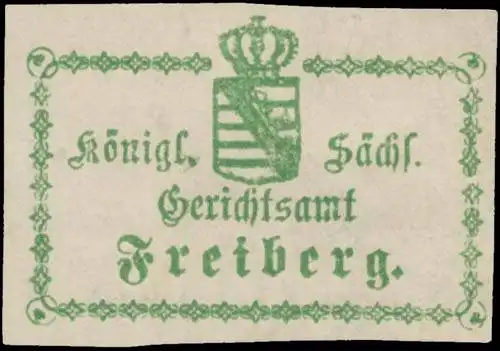 Königl. Sächs.
Gerichtsamt
Freiberg.